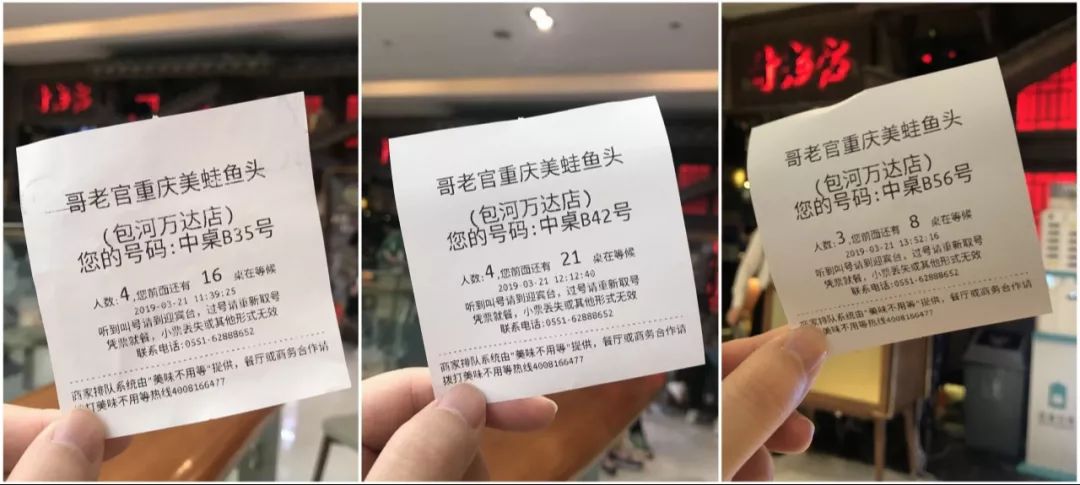 哥老官重庆美蛙鱼头
(包河万达店)
您的号码:中桌B35号
人数:4,您前面还有 16 桌在等候
2019-03-21 11:39:25
听到叫号请到迎宾台,过号请重新取号
凭票就餐,小票丢失或其他形式无效
联系电话:0551-62888652
商家排队系统由"美味不用等"提供,餐厅或商务合作请
拨打美味不用等热线4008166477
哥老官重庆美蛙鱼头
(包河万达店)
您的号码:中桌B42号
人数:4,您前面还有 21 桌在等候
2019-03-21 12:12:40
听到叫号请到迎宾台,过号请重新取号
凭票就餐,小票丢失或其他形式无效
联系电话:0551-62888652
商家排队系统由"美味不用等"提供,餐厅或商务合作请
拨打美味不用等热线4008166477
哥老官重庆美蛙鱼头
(包河万达店)
您的号码:中桌B56号
人数:3,您前面还有 8 桌在等候
2019-03-21 13:52:16
听到叫号请到迎宾台,过号请重新取号
凭票就餐,小票丢失或其他形式无效
联系电话:0551-62888652
商家排队系统由"美味不用等"提供,餐厅或商务合作请
美味不用等热线4008166477